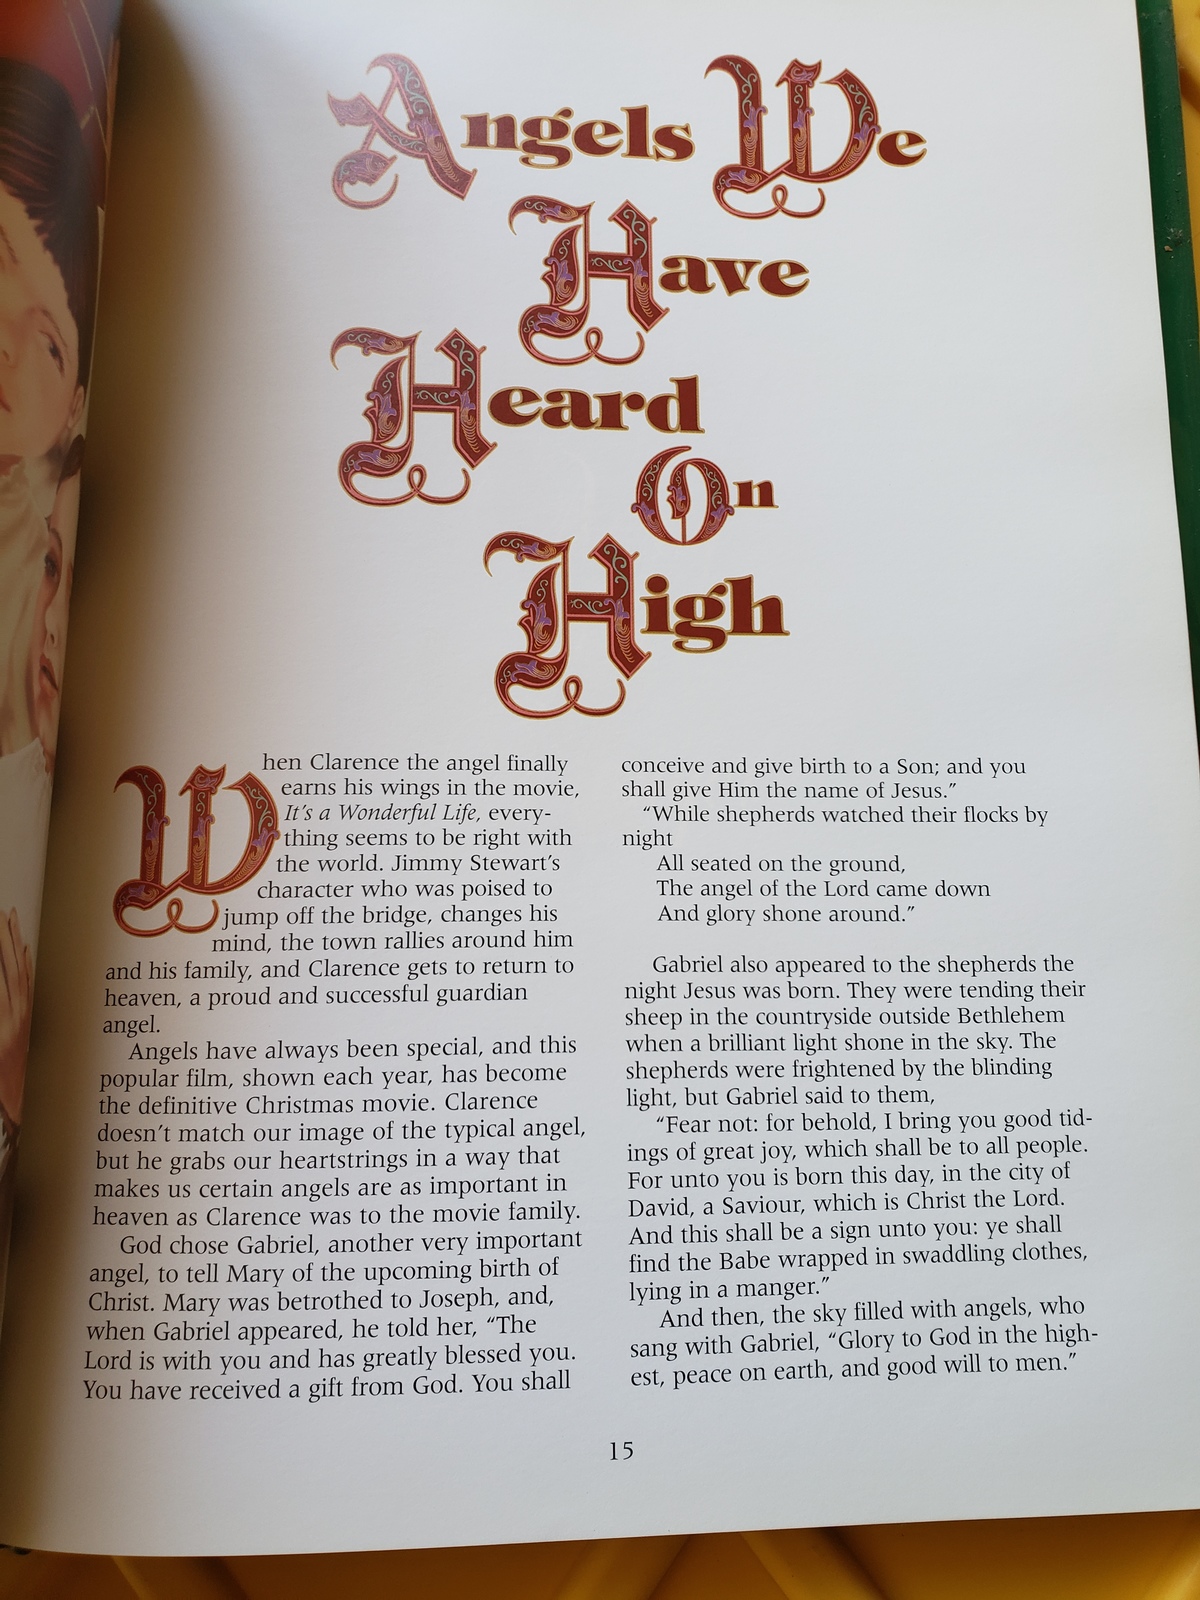 Angels We
Have
Heard
On
High
When Clarence the angel finally
earns his wings in the movie,
It's a Wonderful Life, every-
thing seems to be right with
the world. Jimmy Stewart's
character who was poised to
jump off the bridge, changes his
mind, the town rallies around him
and his family, and Clarence gets to return to
heaven, a proud and successful guardian
angel.
Angels have always been special, and this
popular film, shown each year, has become
the definitive Christmas movie. Clarence
doesn't match our image of the typical angel,
but he grabs our heartstrings in a way that
makes us certain angels are as important in
heaven as Clarence was to the movie family.
God chose Gabriel, another very important
angel, to tell Mary of the upcoming birth of
Christ. Mary was betrothed to Joseph, and,
when Gabriel appeared, he told her, “The
Lord is with you and has greatly blessed you.
You have received a gift from God. You shall
conceive and give birth to a Son; and you
shall give Him the name of Jesus.”
“While shepherds watched their flocks by
night
All seated on the ground,
The angel of the Lord came down
And glory shone around.”
Gabriel also appeared to the shepherds the
night Jesus was born. They were tending their
sheep in the countryside outside Bethlehem
when a brilliant light shone in the sky. The
shepherds were frightened by the blinding
light, but Gabriel said to them,
“Fear not: for behold, I bring you good tid-
ings of great joy, which shall be to all people.
For unto you is born this day, in the city of
David, a Saviour, which is Christ the Lord.
And this shall be a sign unto you: ye shall
find the Babe wrapped in swaddling clothes,
lying in a manger.”
And then, the sky filled with angels, who
sang with Gabriel, “Glory to God in the high-
est, peace on earth, and good will to men.”
15